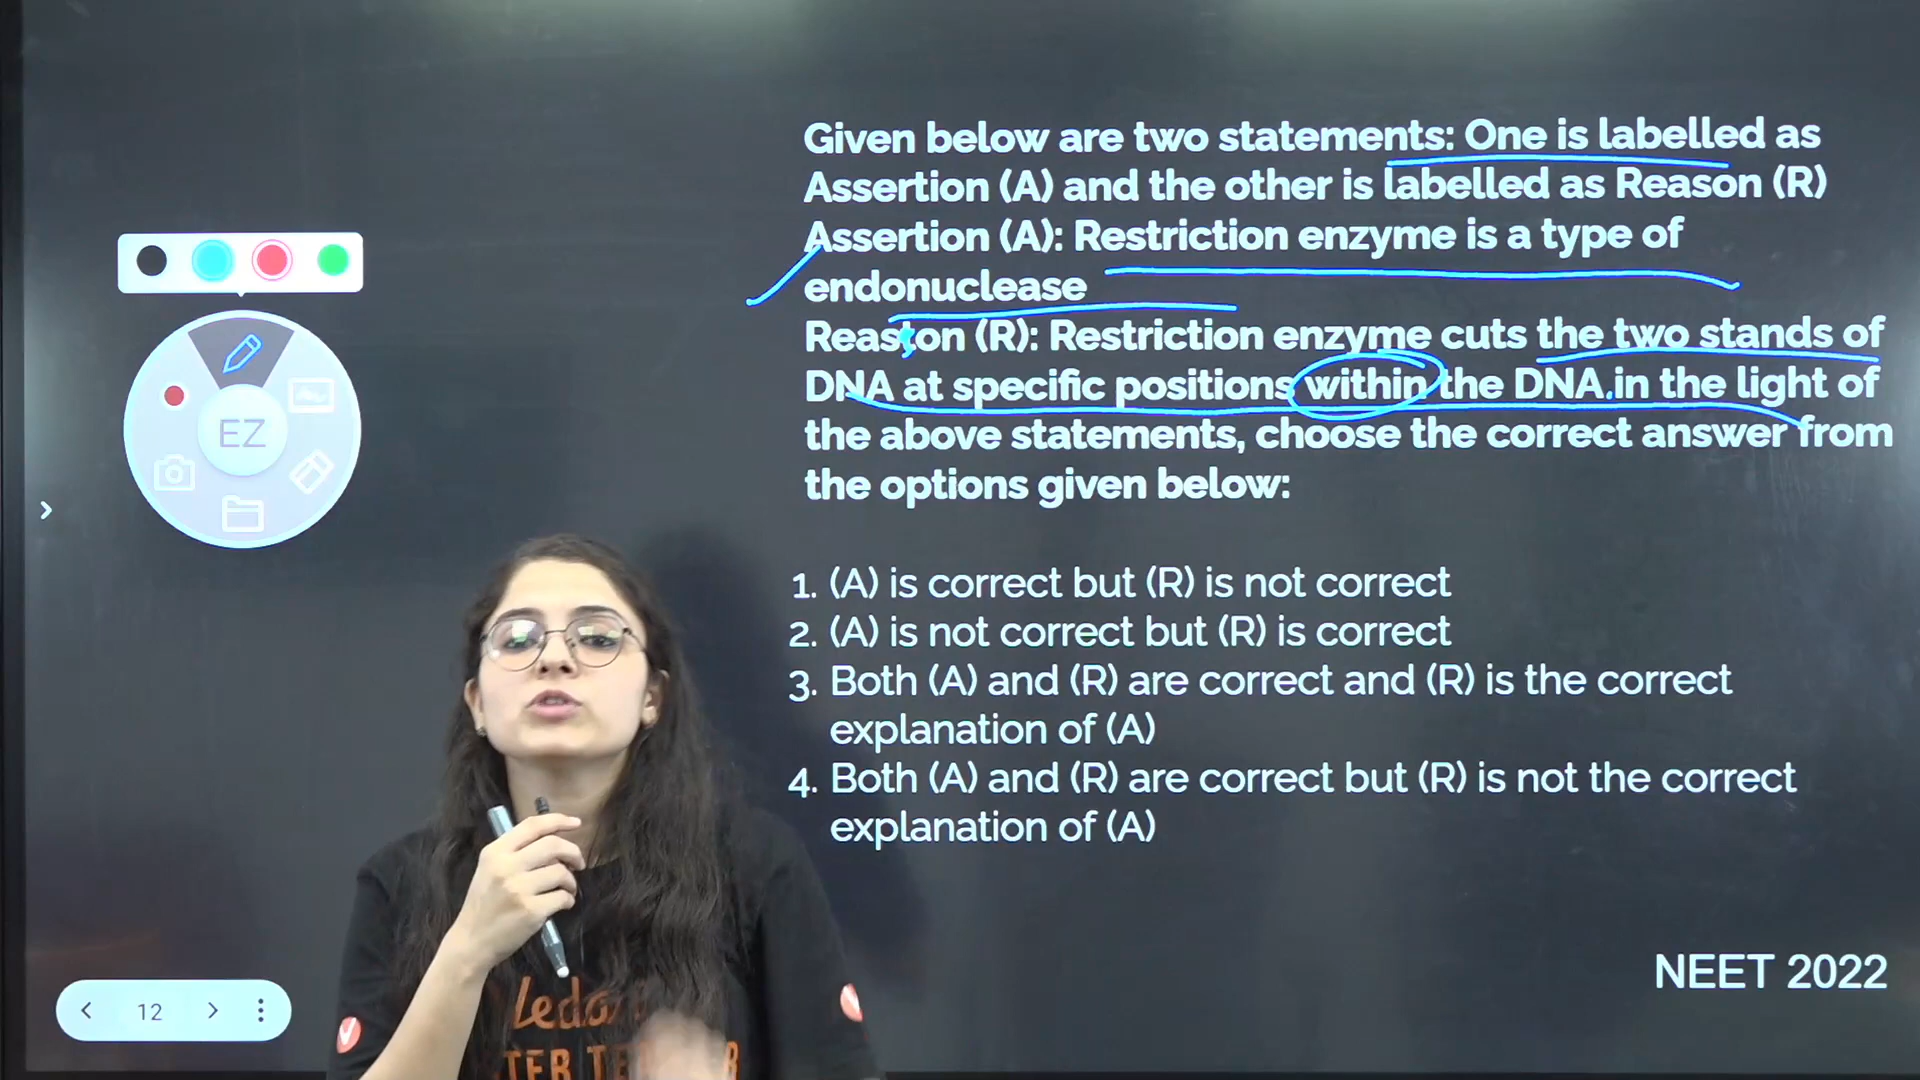 Given below are two statements: One is labelled as
Assertion (A) and the other is labelled as Reason (R)
Assertion (A): Restriction enzyme is a type of
endonuclease
Reason (R): Restriction enzyme cuts the two stands of
DNA at specific positions within the DNA.in the light of
the above statements, choose the correct answer from
the options given below:
1. (A) is correct but (R) is not correct
2. (A) is not correct but (R) is correct
3. Both (A) and (R) are correct and (R) is the correct
explanation of (A)
4. Both (A) and (R) are correct but (R) is not the correct
explanation of (A)
NEET 2022
EZ
12